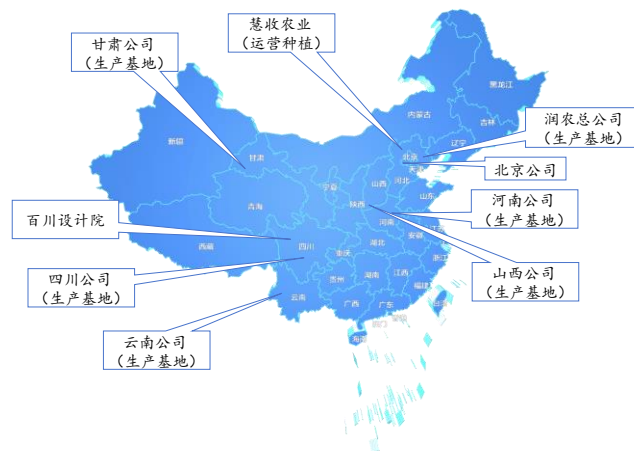 甘肃公司
（生产基地）
慧收农业
（运营种植）
润农总公司
（生产基地）
北京公司
河南公司
（生产基地）
山西公司
（生产基地）
百川设计院
四川公司
（生产基地）
云南公司
（生产基地）
黑龙江
内蒙古
吉林
新疆
辽宁
北京
甘肃
天津
河北
山西
宁夏
山东
青海
陕西
河南
安徽
西藏
四川
湖北
重庆
浙江
湖南
江西
贵州
福建
云南
台湾
广西
广东
香港
澳门
海南